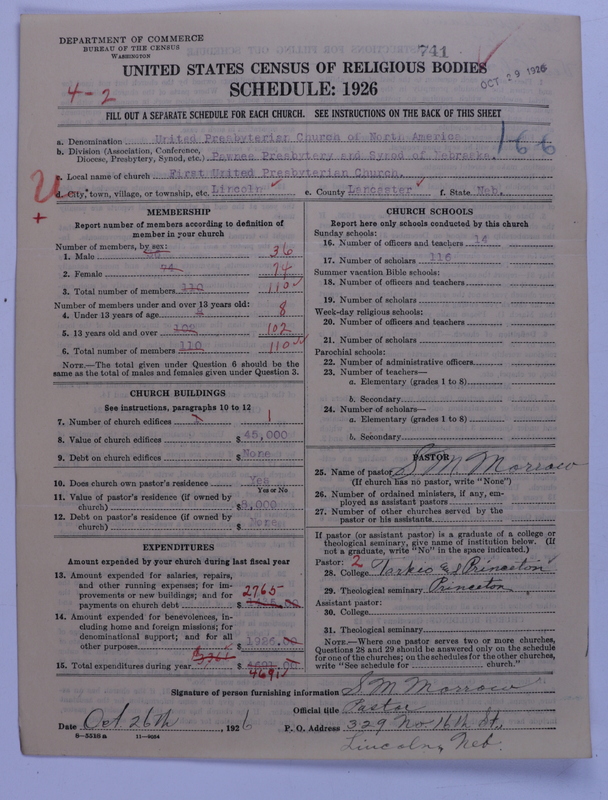 DEPARTMENT OF COMMERCE
BUREAU OF THE CENSUS
WASHINGTON
741
UNITED STATES CENSUS OF RELIGIOUS BODIES
OCT 29 1926
4-2
SCHEDULE: 1926
FILL OUT A SEPARATE SCHEDULE FOR EACH CHURCH. SEE INSTRUCTIONS ON THE BACK OF THIS SHEET
166
a. Denomination United Presbyterian Church of North America
b. Division (Association, Conference, Diocese, Presbytery, Synod, etc.) Pawnee Presbytery and Synod of Nebraska.
c. Local name of church First United Presbyterian Church.
d. City, town, village, or township, etc. Lincoln e. County Lancaster f. State Neb.
MEMBERSHIP
Report number of members according to definition of
member in your church
Number of members, by sex:
1. Male 36
2. Female 74 74
3. Total number of members 110 110
Number of members under and over 13 years old:
4. Under 13 years of age 8
5. 13 years old and over 102
6. Total number of members 110 110
NOTE.—The total given under Question 6 should be
same as the total of males and females given under Question 3.
CHURCH BUILDINGS
See instructions, paragraphs 10 to 12
7. Number of church edifices 1
8. Value of church edifices $ 45,000
9. Debt on church edifices $ None
10. Does church own pastor's residence Yes
Yes or No
11. Value of pastor's residence (if owned by
church) $ 8,000
12. Debt on pastor's residence (if owned by
church) $ None
EXPENDITURES
Amount expended by your church during last fiscal year
13. Amount expended for salaries, repairs,
and other running expenses; for im-
provements or new buildings; and for
payments on church debt $ 2765
14. Amount expended for benevolences, in-
cluding home and foreign missions; for
denominational support; and for all
other purposes $ 1926.00
15. Total expenditures during year $ 4691
CHURCH SCHOOLS
Report here only schools conducted by this church
Sunday schools:
16. Number of officers and teachers 14
17. Number of scholars 116
Summer vacation Bible schools:
18. Number of officers and teachers
19. Number of scholars
Week-day religious schools:
20. Number of officers and teachers
21. Number of scholars
Parochial schools:
22. Number of administrative officers
23. Number of teachers—
a. Elementary (grades 1 to 8)
b. Secondary
24. Number of scholars—
a. Elementary (grades 1 to 8)
b. Secondary
PASTOR
25. Name of pastor S M Morrow
(If church has no pastor, write "None")
26. Number of ordained ministers, if any, em-
ployed as assistant pastors
27. Number of other churches served by the
pastor or his assistants
If pastor (or assistant pastor) is a graduate of a college or
theological seminary, give name of institution below. (If
not a graduate, write "No" in the space indicated.)
Pastor: 2
28. College Tarkio & Princeton
29. Theological seminary Princeton
Assistant pastor:
30. College
31. Theological seminary
NOTE.—Where one pastor serves two or more churches,
Questions 28 and 29 should be answered only on the schedule
for one of the churches; on the schedules for the other churches,
write "See schedule for church."
Signature of person furnishing information S M Morrow
Official title Pastor
Date Oct 26th, 1926 P. O. Address 329 No 16th St,
Lincoln, Neb.
8—5518 a 11—9054